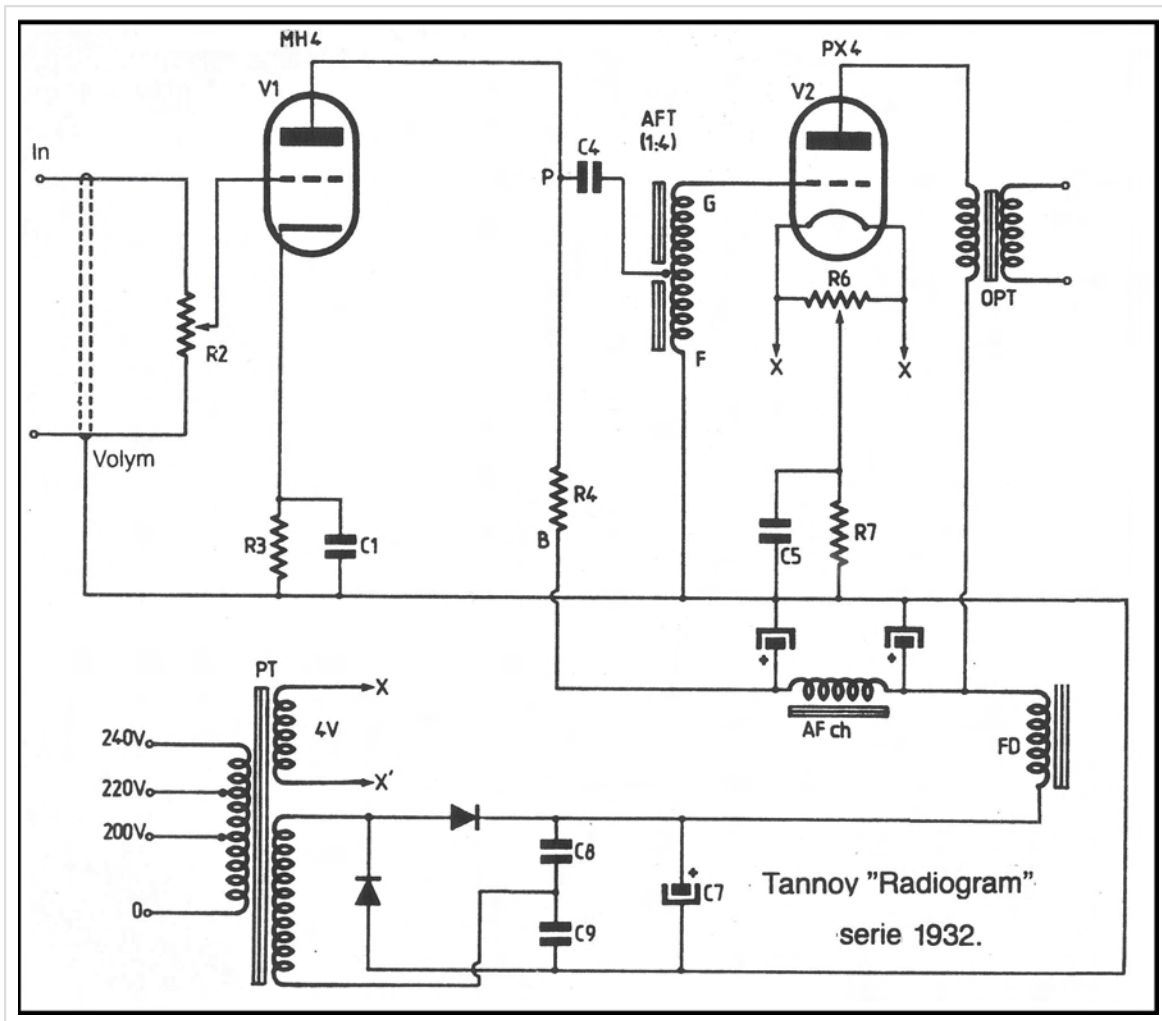 MH4
V1
In
R2
Volym
R3
C1
P
C4
AFT
(1:4)
G
F
R4
B
PX4
V2
R6
X
X
OPT
C5
R7
+
+
AF ch
FD
PT
X
4V
X'
240V
220V
200V
0
C8
C9
+
C7
Tannoy "Radiogram"
serie 1932.